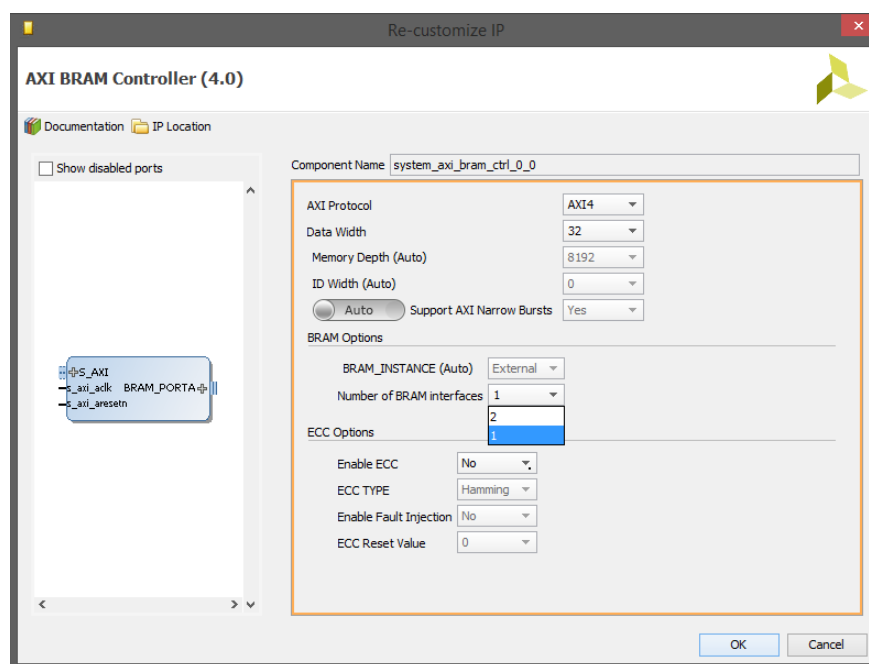 Re-customize IP
AXI BRAM Controller (4.0)
Documentation IP Location
Show disabled ports
Component Name system_axi_bram_ctrl_0_0
AXI Protocol AXI4
Data Width 32
Memory Depth (Auto) 8192
ID Width (Auto) 0
Auto Support AXI Narrow Bursts Yes
BRAM Options
BRAM_INSTANCE (Auto) External
Number of BRAM interfaces 1
2
1
ECC Options
Enable ECC No
ECC TYPE Hamming
Enable Fault Injection No
ECC Reset Value 0
S_AXI
s_axi_aclk BRAM_PORTA
s_axi_aresetn
OK Cancel